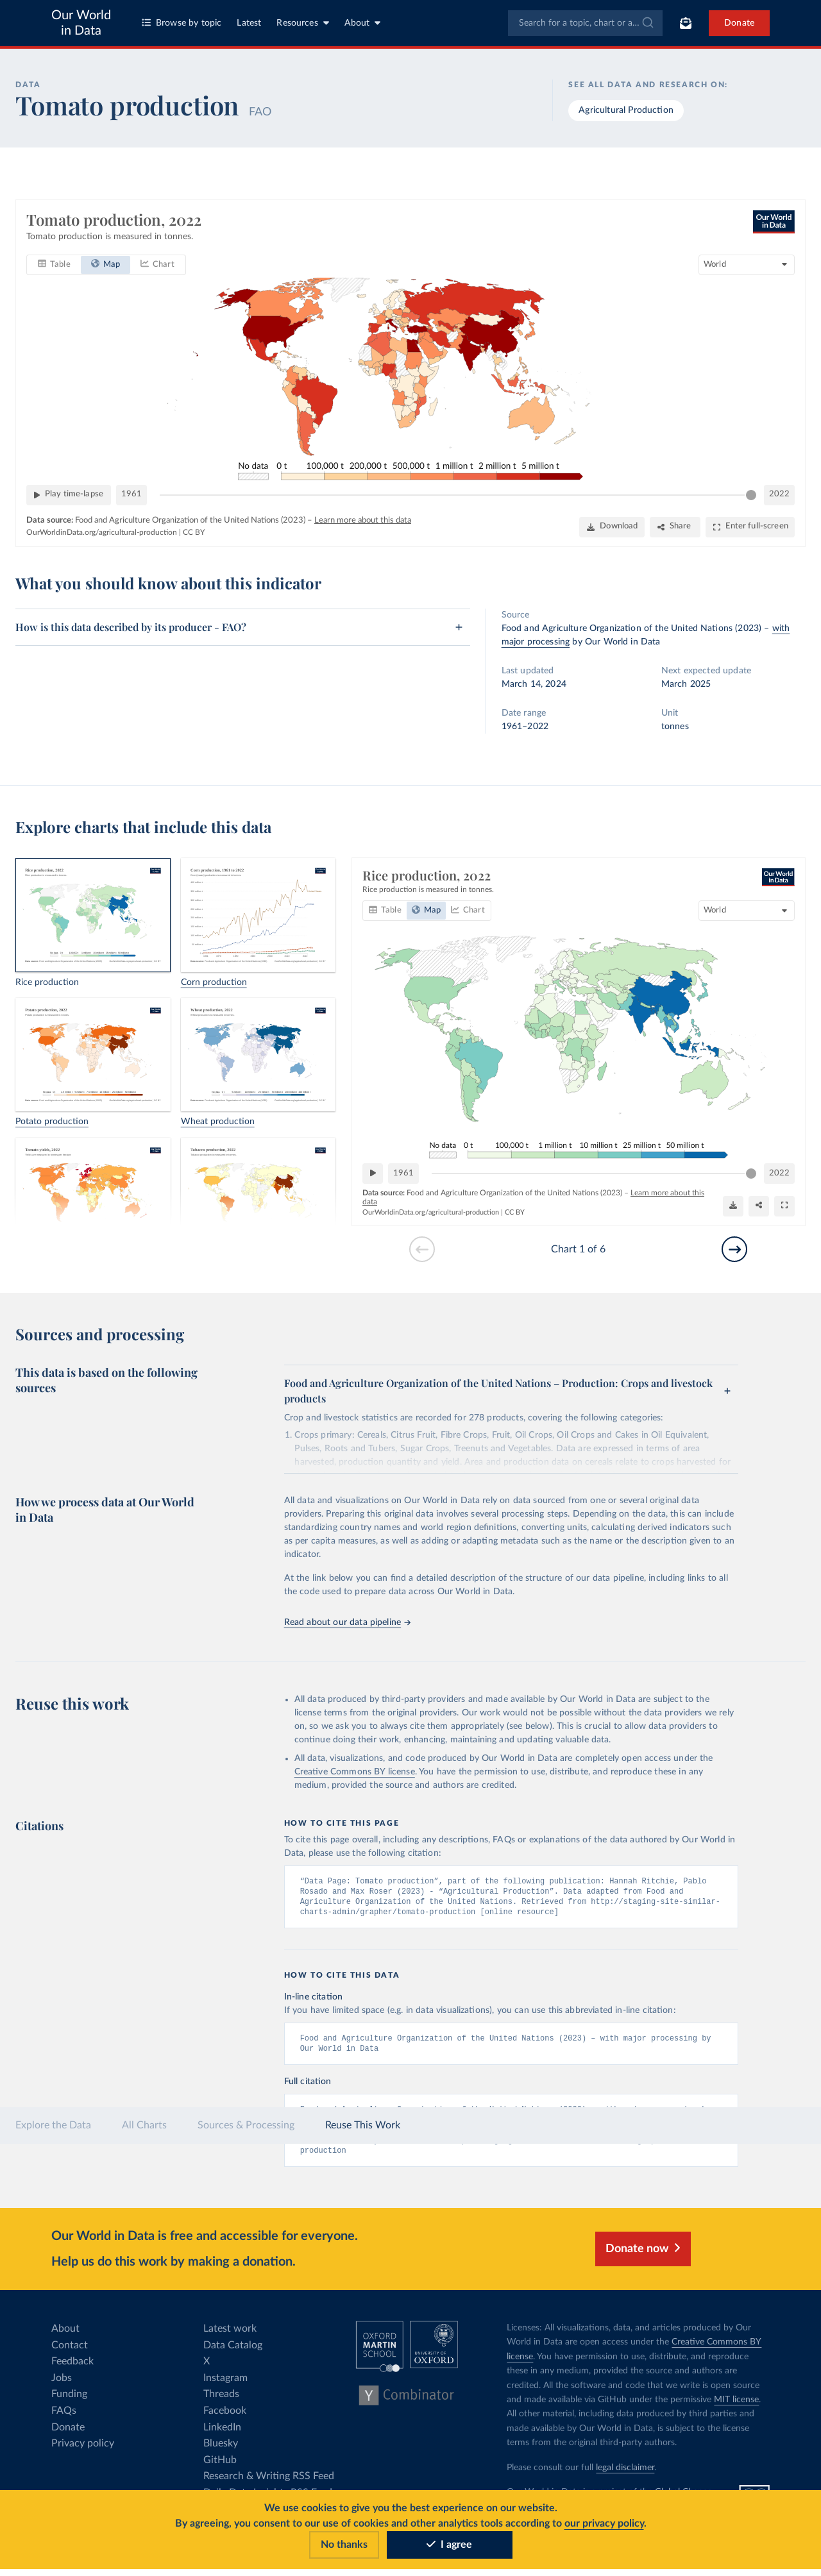 Our World
in Data
Browse by topic
Latest
Resources
About
Search for a topic, chart or a...
Donate
DATA
Tomato production FAO
SEE ALL DATA AND RESEARCH ON:
Agricultural Production
Tomato production, 2022
Tomato production is measured in tonnes.
Our World
in Data
Table
Map
Chart
World
No data 0 t 100,000 t 200,000 t 500,000 t 1 million t 2 million t 5 million t
Play time-lapse
1961
2022
Data source: Food and Agriculture Organization of the United Nations (2023) – Learn more about this data
OurWorldinData.org/agricultural-production | CC BY
Download
Share
Enter full-screen
What you should know about this indicator
How is this data described by its producer - FAO?
+
Source
Food and Agriculture Organization of the United Nations (2023) – with
major processing by Our World in Data
Last updated
March 14, 2024
Next expected update
March 2025
Date range
1961–2022
Unit
tonnes
Explore charts that include this data
Rice production, 2022
Corn production, 1961 to 2022
Rice production
Corn production
Potato production, 2022
Wheat production, 2022
Potato production
Wheat production
Tomato yields, 2022
Tobacco production, 2022
Rice production, 2022
Rice production is measured in tonnes.
Our World
in Data
Table
Map
Chart
World
No data 0 t 100,000 t 1 million t 10 million t 25 million t 50 million t
1961
2022
Data source: Food and Agriculture Organization of the United Nations (2023) – Learn more about this
data
OurWorldinData.org/agricultural-production | CC BY
Chart 1 of 6
Sources and processing
This data is based on the following
sources
Food and Agriculture Organization of the United Nations – Production: Crops and livestock
products
+
Crop and livestock statistics are recorded for 278 products, covering the following categories:
1. Crops primary: Cereals, Citrus Fruit, Fibre Crops, Fruit, Oil Crops, Oil Crops and Cakes in Oil Equivalent,
Pulses, Roots and Tubers, Sugar Crops, Treenuts and Vegetables. Data are expressed in terms of area
harvested, production quantity and yield. Area and production data on cereals relate to crops harvested for
How we process data at Our World
in Data
All data and visualizations on Our World in Data rely on data sourced from one or several original data
providers. Preparing this original data involves several processing steps. Depending on the data, this can include
standardizing country names and world region definitions, converting units, calculating derived indicators such
as per capita measures, as well as adding or adapting metadata such as the name or the description given to an
indicator.
At the link below you can find a detailed description of the structure of our data pipeline, including links to all
the code used to prepare data across Our World in Data.
Read about our data pipeline
Reuse this work
All data produced by third-party providers and made available by Our World in Data are subject to the
license terms from the original providers. Our work would not be possible without the data providers we rely
on, so we ask you to always cite them appropriately (see below). This is crucial to allow data providers to
continue doing their work, enhancing, maintaining and updating valuable data.
All data, visualizations, and code produced by Our World in Data are completely open access under the
Creative Commons BY license. You have the permission to use, distribute, and reproduce these in any
medium, provided the source and authors are credited.
Citations
HOW TO CITE THIS PAGE
To cite this page overall, including any descriptions, FAQs or explanations of the data authored by Our World in
Data, please use the following citation:
“Data Page: Tomato production”, part of the following publication: Hannah Ritchie, Pablo
Rosado and Max Roser (2023) - “Agricultural Production”. Data adapted from Food and
Agriculture Organization of the United Nations. Retrieved from http://staging-site-similar-
charts-admin/grapher/tomato-production [online resource]
HOW TO CITE THIS DATA
In-line citation
If you have limited space (e.g. in data visualizations), you can use this abbreviated in-line citation:
Food and Agriculture Organization of the United Nations (2023) – with major processing by
Our World in Data
Full citation
Explore the Data
All Charts
Sources & Processing
Reuse This Work
production
Our World in Data is free and accessible for everyone.
Help us do this work by making a donation.
Donate now
About
Contact
Feedback
Jobs
Funding
FAQs
Donate
Privacy policy
Latest work
Data Catalog
X
Instagram
Threads
Facebook
LinkedIn
Bluesky
GitHub
Research & Writing RSS Feed
OXFORD
MARTIN
SCHOOL
UNIVERSITY OF
OXFORD
Y Combinator
Licenses: All visualizations, data, and articles produced by Our
World in Data are open access under the Creative Commons BY
license. You have permission to use, distribute, and reproduce
these in any medium, provided the source and authors are
credited. All the software and code that we write is open source
and made available via GitHub under the permissive MIT license.
All other material, including data produced by third parties and
made available by Our World in Data, is subject to the license
terms from the original third-party authors.
Please consult our full legal disclaimer.
We use cookies to give you the best experience on our website.
By agreeing, you consent to our use of cookies and other analytics tools according to our privacy policy.
No thanks
I agree